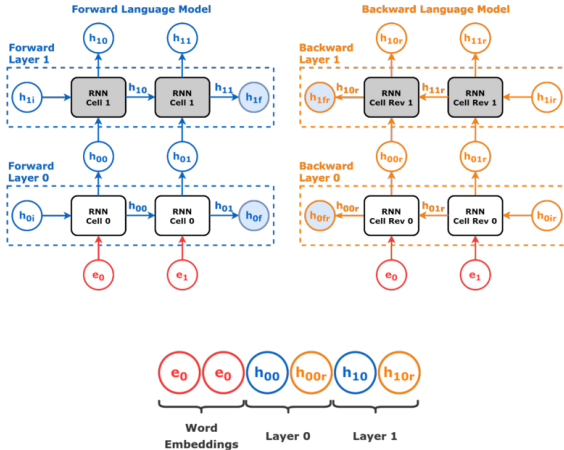 Forward Language Model
h10 h11
Forward
Layer 1
h1i
RNN
Cell 1
h10
RNN
Cell 1
h11
h1f
h00 h01
Forward
Layer 0
h0i
RNN
Cell 0
h00
RNN
Cell 0
h01
h0f
e0 e1
Backward Language Model
h10r h11r
Backward
Layer 1
h1fr
h10r
RNN
Cell Rev 1
h11r
RNN
Cell Rev 1
h1ir
h00r h01r
Backward
Layer 0
h0fr
h00r
RNN
Cell Rev 0
h01r
RNN
Cell Rev 0
h0ir
e0 e1
e0 e0 h00 h00r h10 h10r
Word
Embeddings
Layer 0
Layer 1